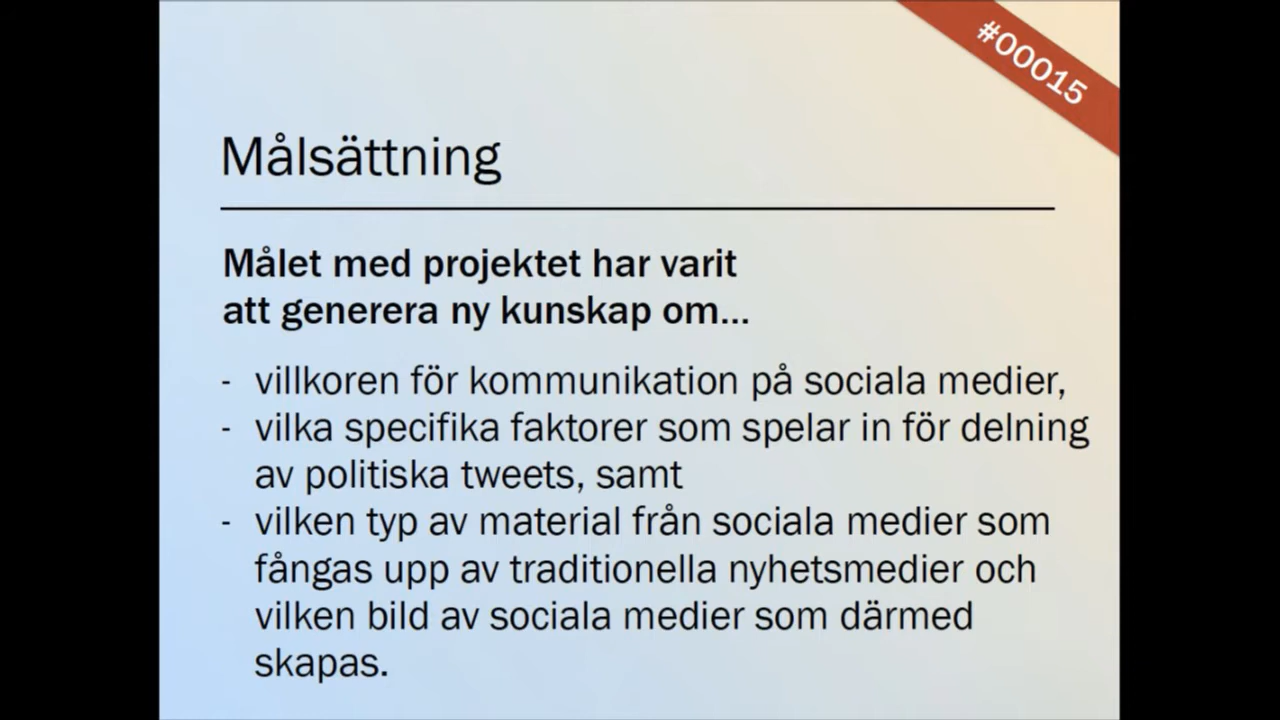 #00015
Målsättning
Målet med projektet har varit
att generera ny kunskap om...
- villkoren för kommunikation på sociala medier,
- vilka specifika faktorer som spelar in för delning
av politiska tweets, samt
- vilken typ av material från sociala medier som
fångas upp av traditionella nyhetsmedier och
vilken bild av sociala medier som därmed
skapas.